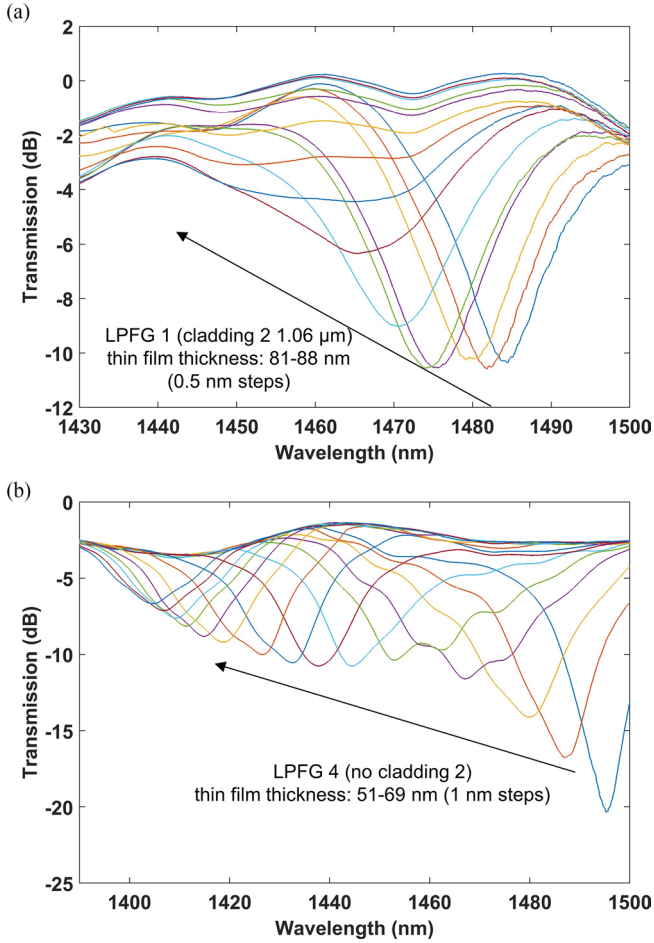 (a)
2
0
-2
-4
-6
-8
-10
-12
Transmission (dB)
LPFG 1 (cladding 2 1.06 µm)
thin film thickness: 81-88 nm
(0.5 nm steps)
1430 1440 1450 1460 1470 1480 1490 1500
Wavelength (nm)
(b)
0
-5
-10
-15
-20
-25
Transmission (dB)
LPFG 4 (no cladding 2)
thin film thickness: 51-69 nm (1 nm steps)
1400 1420 1440 1460 1480 1500
Wavelength (nm)